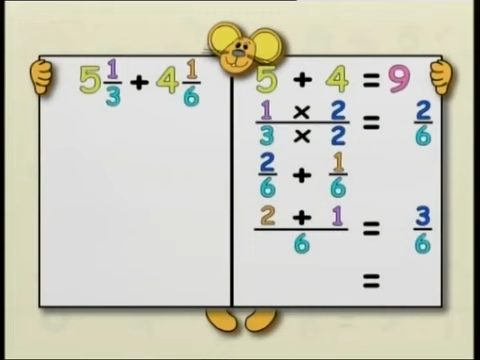 5 1/3 + 4 1/6
5 + 4 = 9
1 × 2 / 3 × 2 = 2/6
2/6 + 1/6
2 + 1 / 6 = 3/6
=